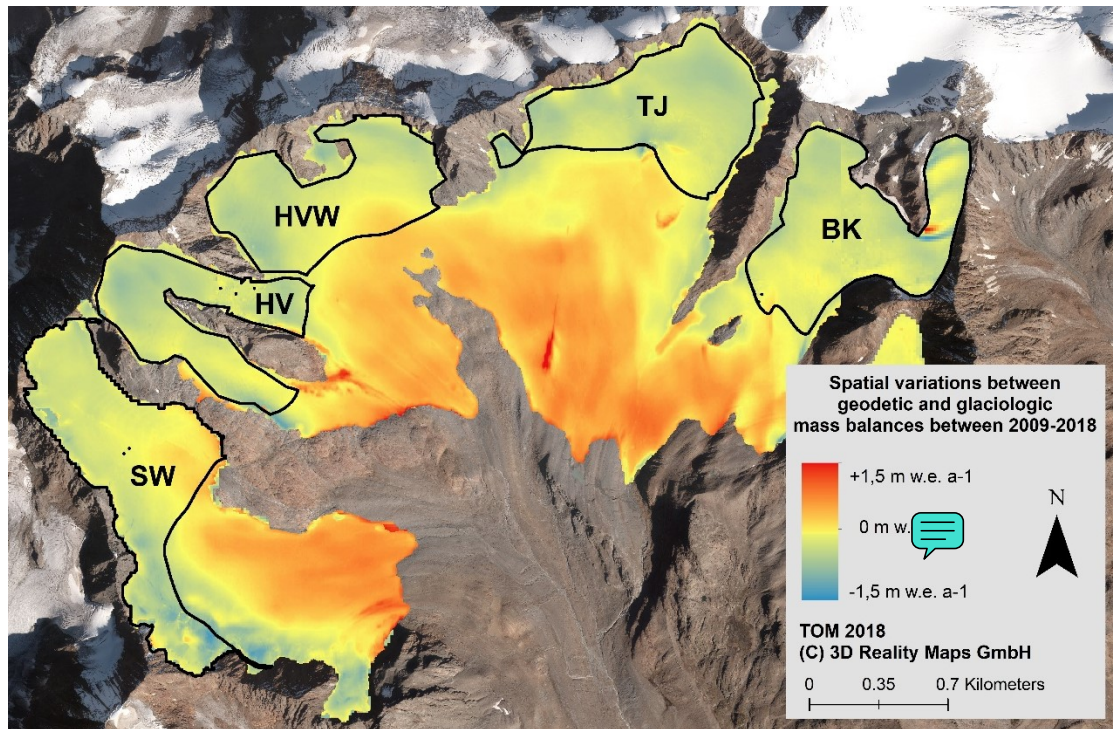 TJ
HVW
BK
HV
SW
Spatial variations between
geodetic and glaciologic
mass balances between 2009-2018
+1,5 m w.e. a-1
0 m w.
-1,5 m w.e. a-1
N
TOM 2018
(C) 3D Reality Maps GmbH
0 0.35 0.7 Kilometers